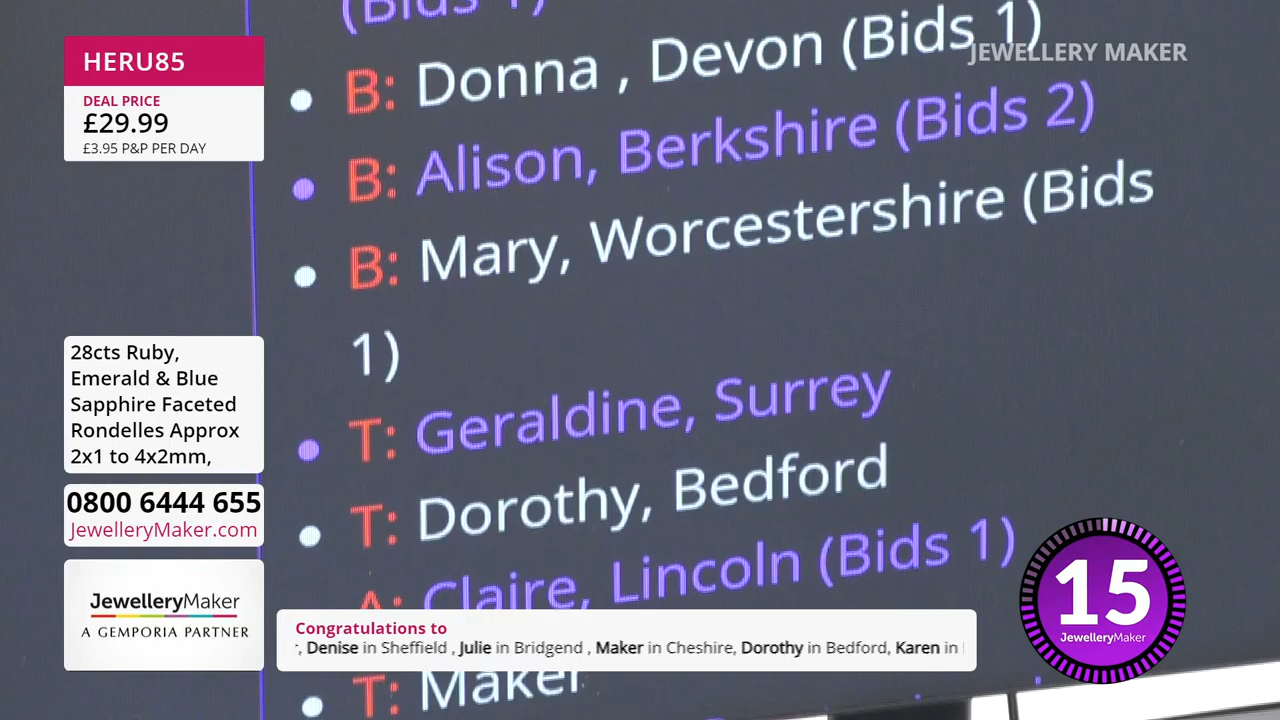 (Bids 1)
B: Donna , Devon (Bids 1)
B: Alison, Berkshire (Bids 2)
B: Mary, Worcestershire (Bids
1)
T: Geraldine, Surrey
T: Dorothy, Bedford
A: Claire, Lincoln (Bids 1)
T: Maker
JEWELLERY MAKER
HERU85
DEAL PRICE
£29.99
£3.95 P&P PER DAY
28cts Ruby,
Emerald & Blue
Sapphire Faceted
Rondelles Approx
2x1 to 4x2mm,
0800 6444 655
JewelleryMaker.com
JewelleryMaker
A GEMPORIA PARTNER
Congratulations to
, Denise in Sheffield , Julie in Bridgend , Maker in Cheshire, Dorothy in Bedford, Karen in
15
JewelleryMaker